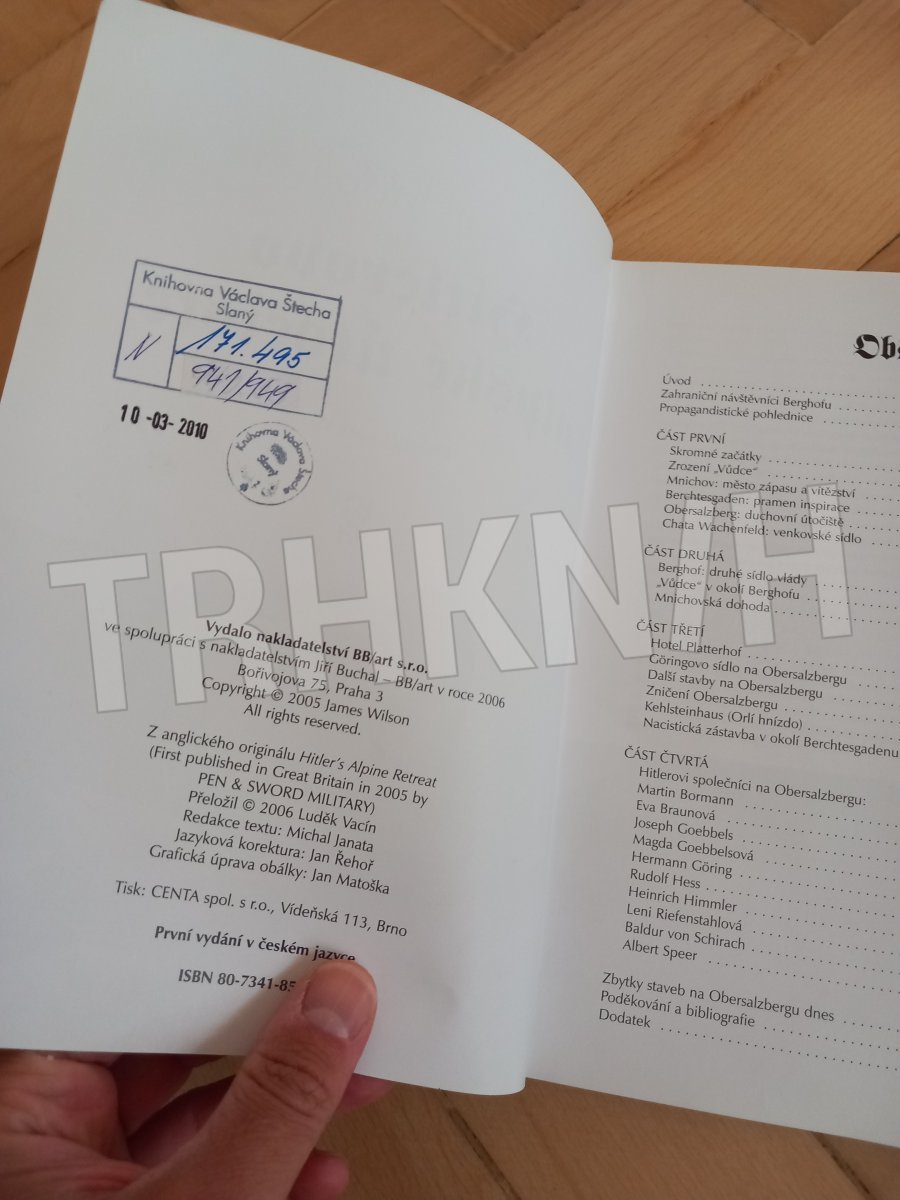 Knihovna Václava Štecha
Slaný
N
171.495
941/949
10 -03- 2010
Knihovna Václava Štecha
Slaný
Vydalo nakladatelství BB/art s.r.o.
ve spolupráci s nakladatelstvím Jiří Buchal – BB/art v roce 2006
Bořivojova 75, Praha 3
Copyright © 2005 James Wilson
All rights reserved.
Z anglického originálu Hitler's Alpine Retreat
(First published in Great Britain in 2005 by
PEN & SWORD MILITARY)
Přeložil © 2006 Luděk Vacín
Redakce textu: Michal Janata
Jazyková korektura: Jan Řehoř
Grafická úprava obálky: Jan Matoška
Tisk: CENTA spol. s r.o., Vídeňská 113, Brno
První vydání v českém jazyce
ISBN 80-7341-85
Obs
Úvod
Zahraniční návštěvníci Berghofu
Propagandistické pohlednice
ČÁST PRVNÍ
Skromné začátky
Zrození „Vůdce“
Mnichov: město zápasu a vítězství
Berchtesgaden: pramen inspirace
Obersalzberg: duchovní útočiště
Chata Wachenfeld: venkovské sídlo
ČÁST DRUHÁ
Berghof: druhé sídlo vlády
„Vůdce“ v okolí Berghofu
Mnichovská dohoda
ČÁST TŘETÍ
Hotel Platterhof
Göringovo sídlo na Obersalzbergu
Další stavby na Obersalzbergu
Zničení Obersalzbergu
Kehlsteinhaus (Orlí hnízdo)
Nacistická zástavba v okolí Berchtesgadenu
ČÁST ČTVRTÁ
Hitlerovi společníci na Obersalzbergu:
Martin Bormann
Eva Braunová
Joseph Goebbels
Magda Goebbelsová
Hermann Göring
Rudolf Hess
Heinrich Himmler
Leni Riefenstahlová
Baldur von Schirach
Albert Speer
Zbytky staveb na Obersalzbergu dnes
Poděkování a bibliografie
Dodatek
TRHKNIH